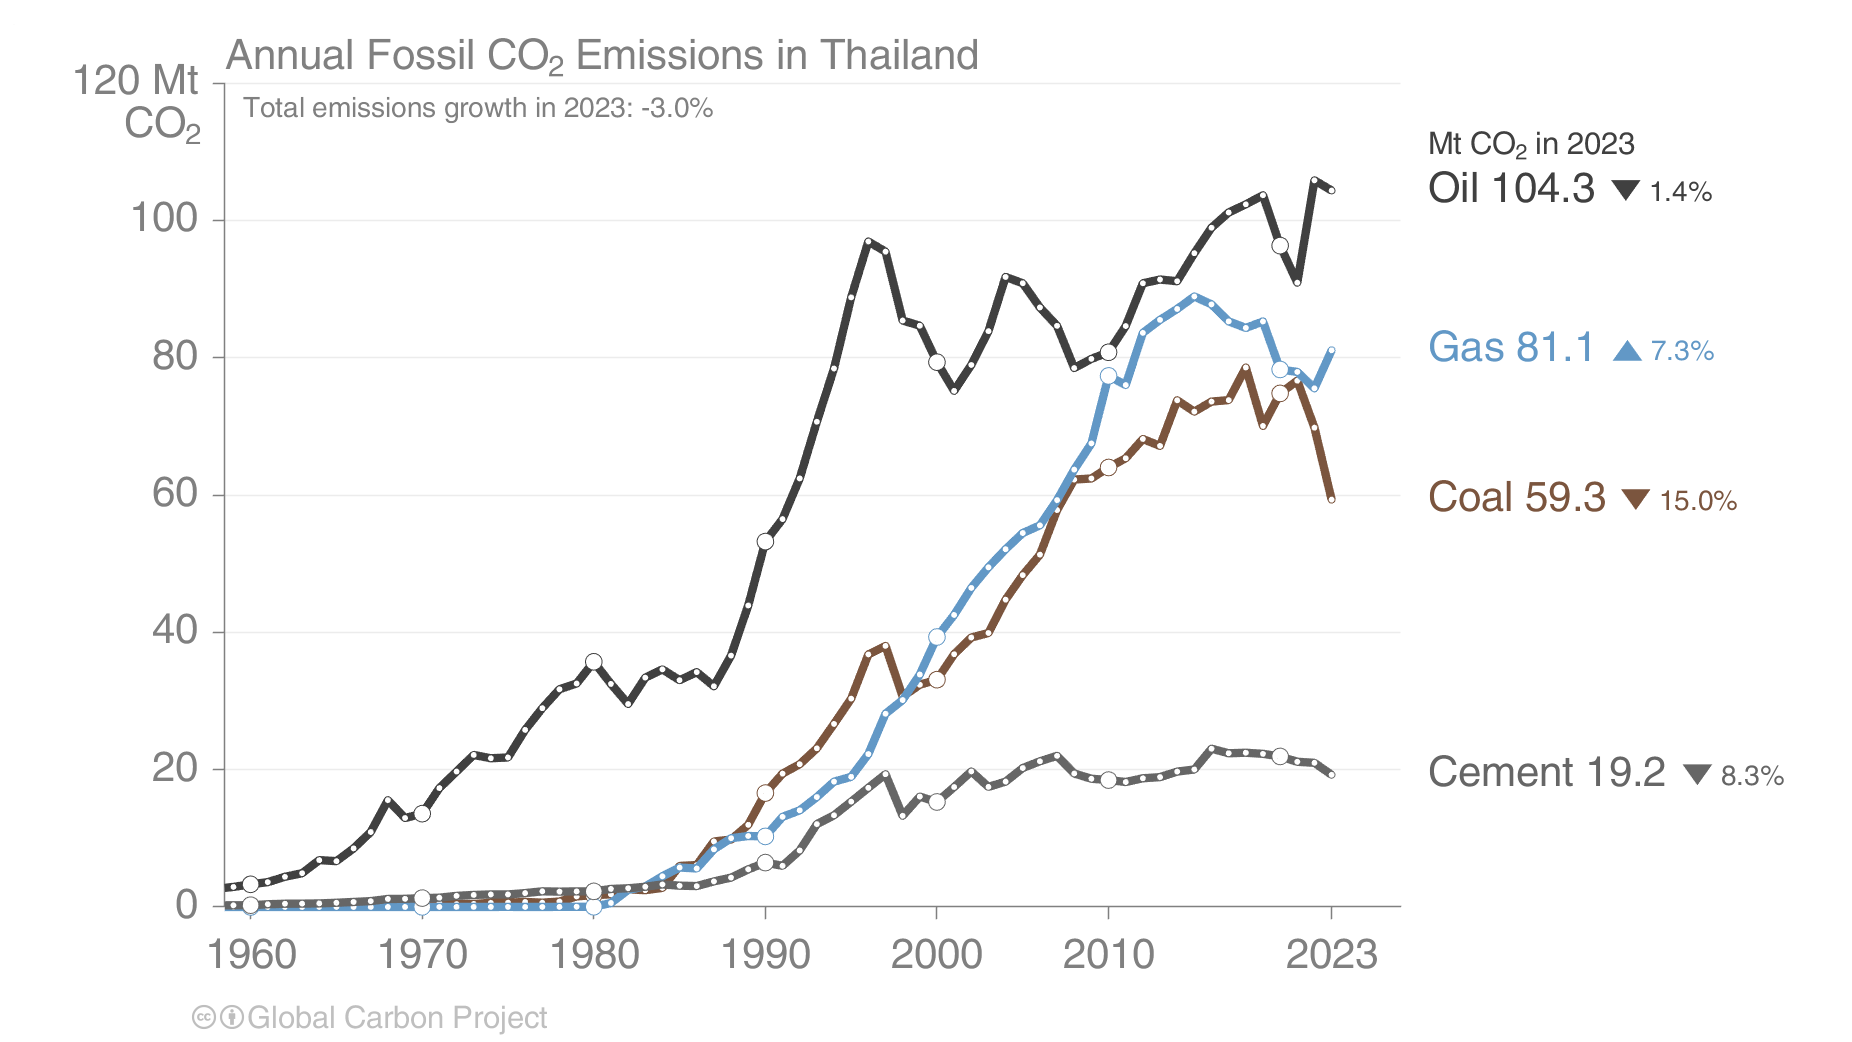 Annual Fossil CO₂ Emissions in Thailand
120 Mt
CO₂
Total emissions growth in 2023: -3.0%
100
80
60
40
20
0
1960 1970 1980 1990 2000 2010 2023
Mt CO₂ in 2023
Oil 104.3 ▼ 1.4%
Gas 81.1 ▲ 7.3%
Coal 59.3 ▼ 15.0%
Cement 19.2 ▼ 8.3%
cc Global Carbon Project